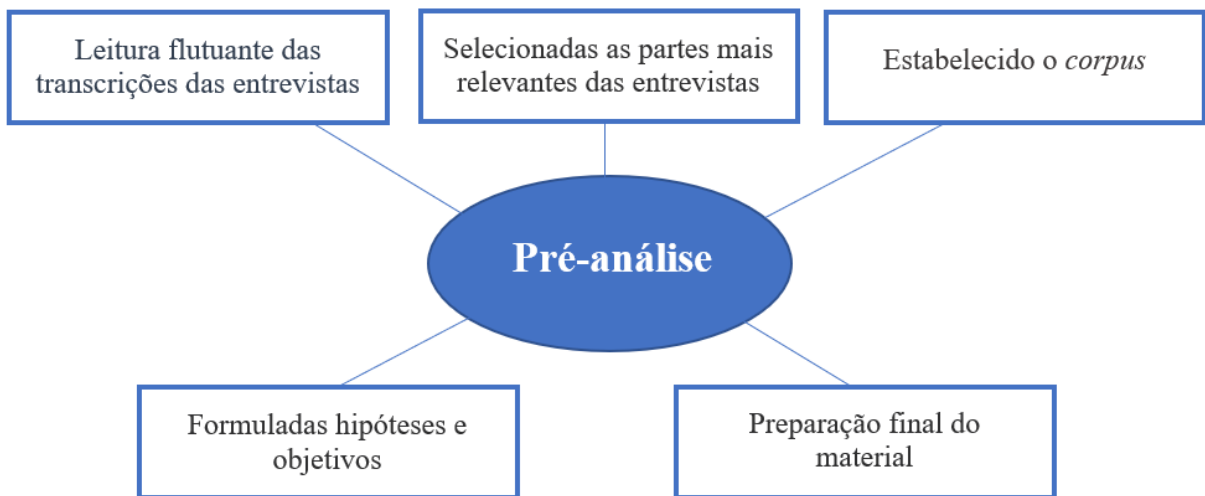 Leitura flutuante das
transcrições das entrevistas
Selecionadas as partes mais
relevantes das entrevistas
Estabelecido o corpus
Pré-análise
Formuladas hipóteses e
objetivos
Preparação final do
material